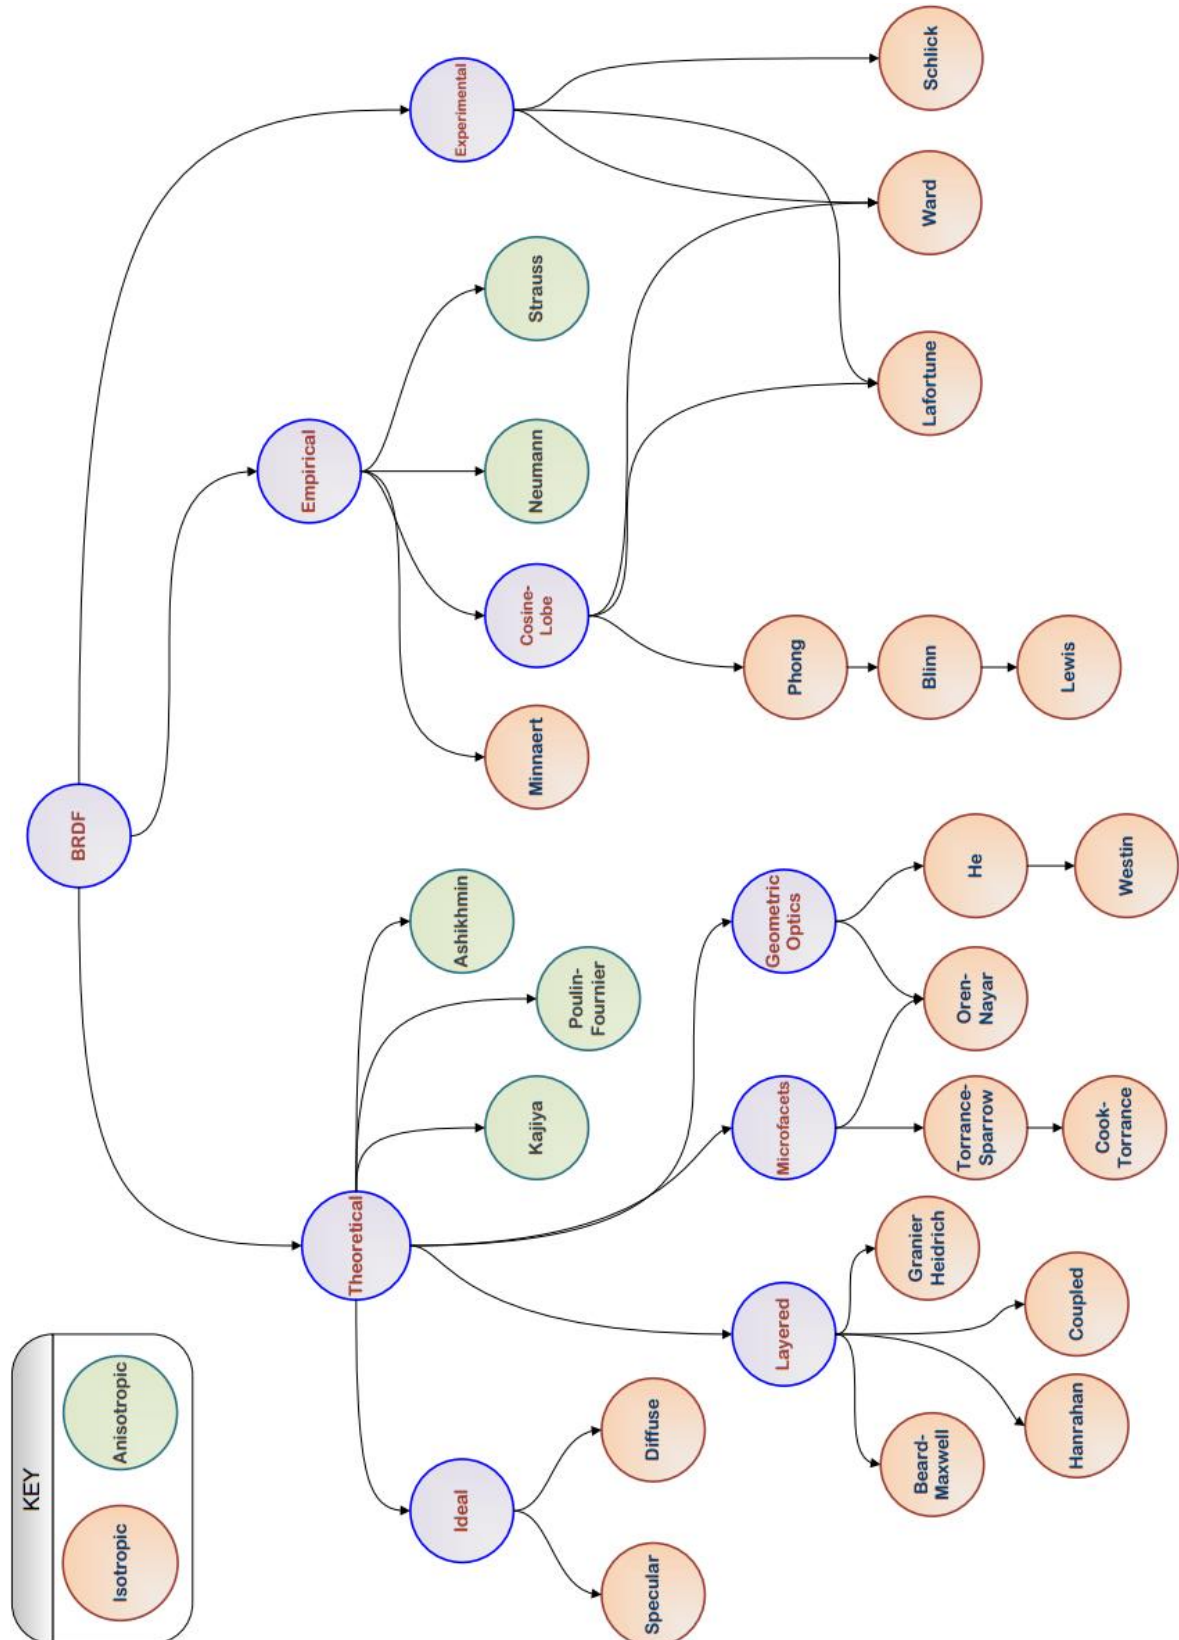 KEY
Isotropic
Anisotropic
BRDF
Theoretical
Empirical
Experimental
Ideal
Kajiya
Poulin-
Fournier
Ashikhmin
Minnaert
Cosine-
Lobe
Neumann
Strauss
Specular
Diffuse
Layered
Microfacets
Geometric
Optics
Phong
Beard-
Maxwell
Granier
Heidrich
Hanrahan
Coupled
Torrance-
Sparrow
Oren-
Nayar
He
Blinn
Lafortune
Ward
Schlick
Cook-
Torrance
Westin
Lewis